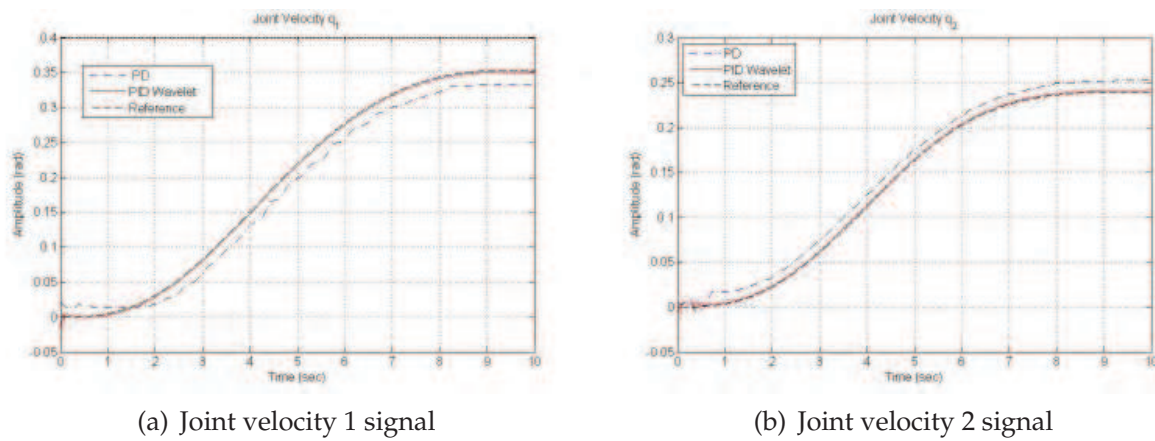 Joint Velocity q1
0.4
0.35
0.3
0.25
0.2
0.15
0.1
0.05
0
-0.05
Amplitude (rad)
PD
PID Wavelet
Reference
0 1 2 3 4 5 6 7 8 9 10
Time (sec)
(a) Joint velocity 1 signal
Joint Velocity q2
0.3
0.25
0.2
0.15
0.1
0.05
0
-0.05
Amplitude (rad)
PD
PID Wavelet
Reference
0 1 2 3 4 5 6 7 8 9 10
Time (sec)
(b) Joint velocity 2 signal